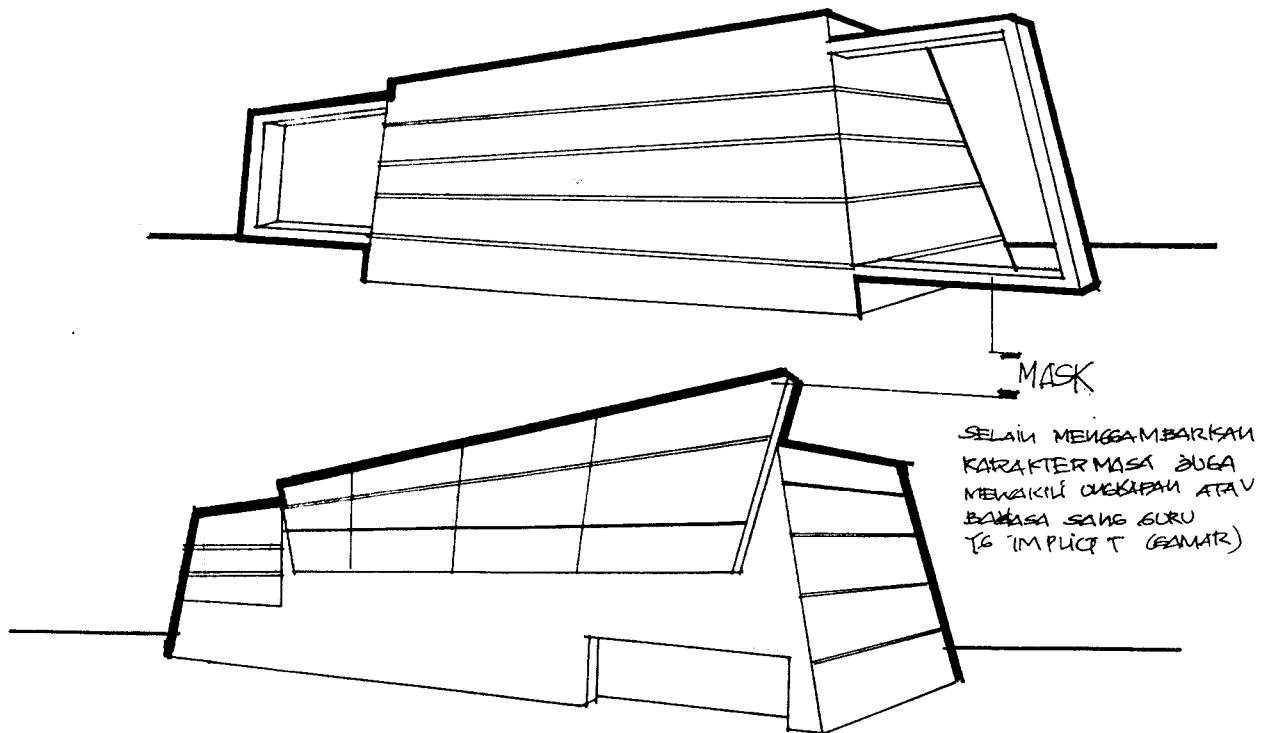 MASK
SELAIN MENGGAMBARKAN
KARAKTER MASA JUGA
MEWAKILI UNGKAPAN ATAU
BAHASA SANG GURU
YG IMPLICIT (SAMAR)